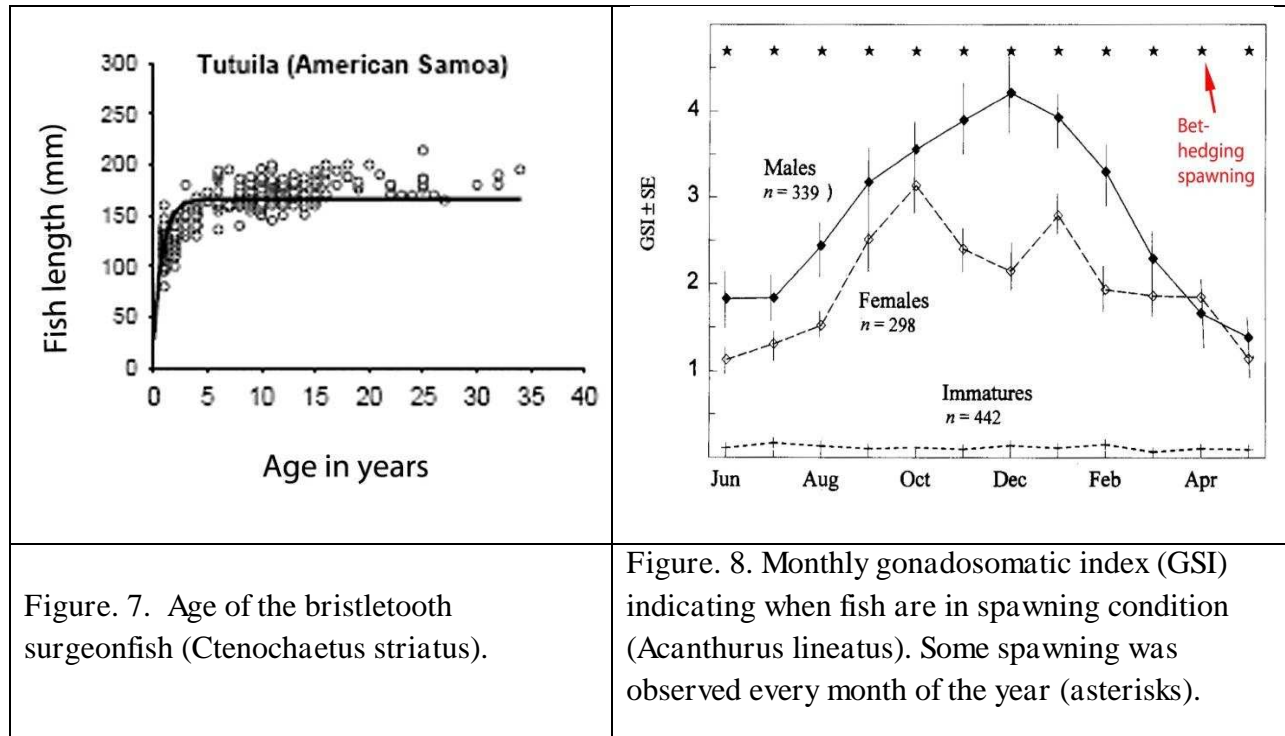 Tutuila (American Samoa)
300
250
200
150
100
50
0
Fish length (mm)
0 5 10 15 20 25 30 35 40
Age in years
4
3
2
1
GSI ± SE
Bet-
hedging
spawning
Males
n = 339 )
Females
n = 298
Immatures
n = 442
Jun Aug Oct Dec Feb Apr
Figure. 7. Age of the bristletooth
surgeonfish (Ctenochaetus striatus).
Figure. 8. Monthly gonadosomatic index (GSI)
indicating when fish are in spawning condition
(Acanthurus lineatus). Some spawning was
observed every month of the year (asterisks).